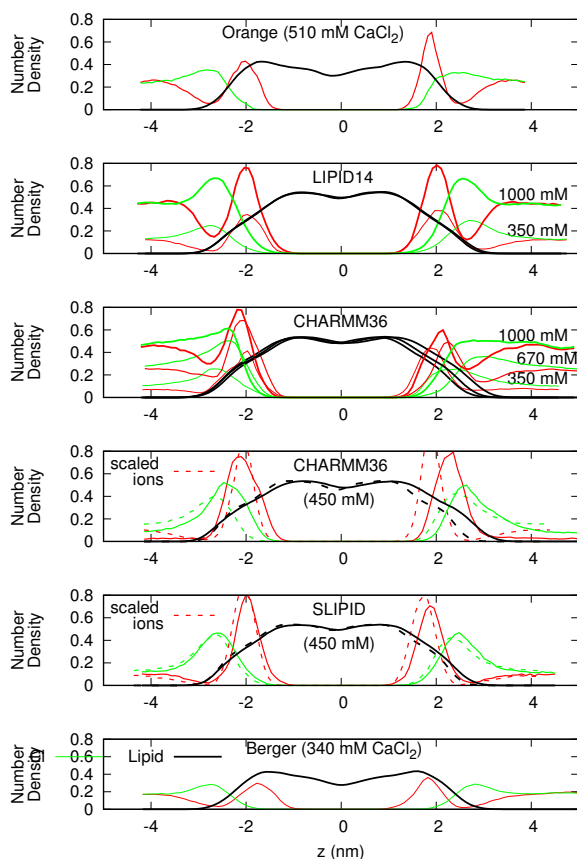 Number
Density
Orange (510 mM CaCl2)
0.8
0.6
0.4
0.2
0
-4 -2 0 2 4
Number
Density
LIPID14
0.8
0.6
0.4
0.2
0
1000 mM
350 mM
-4 -2 0 2 4
Number
Density
CHARMM36
0.8
0.6
0.4
0.2
0
1000 mM
670 mM
350 mM
-4 -2 0 2 4
Number
Density
scaled
ions
CHARMM36
(450 mM)
0.8
0.6
0.4
0.2
0
-4 -2 0 2 4
Number
Density
scaled
ions
SLIPID
(450 mM)
0.8
0.6
0.4
0.2
0
-4 -2 0 2 4
Number
Density
Lipid
Berger (340 mM CaCl2)
0.8
0.6
0.4
0.2
0
-4 -2 0 2 4
z (nm)